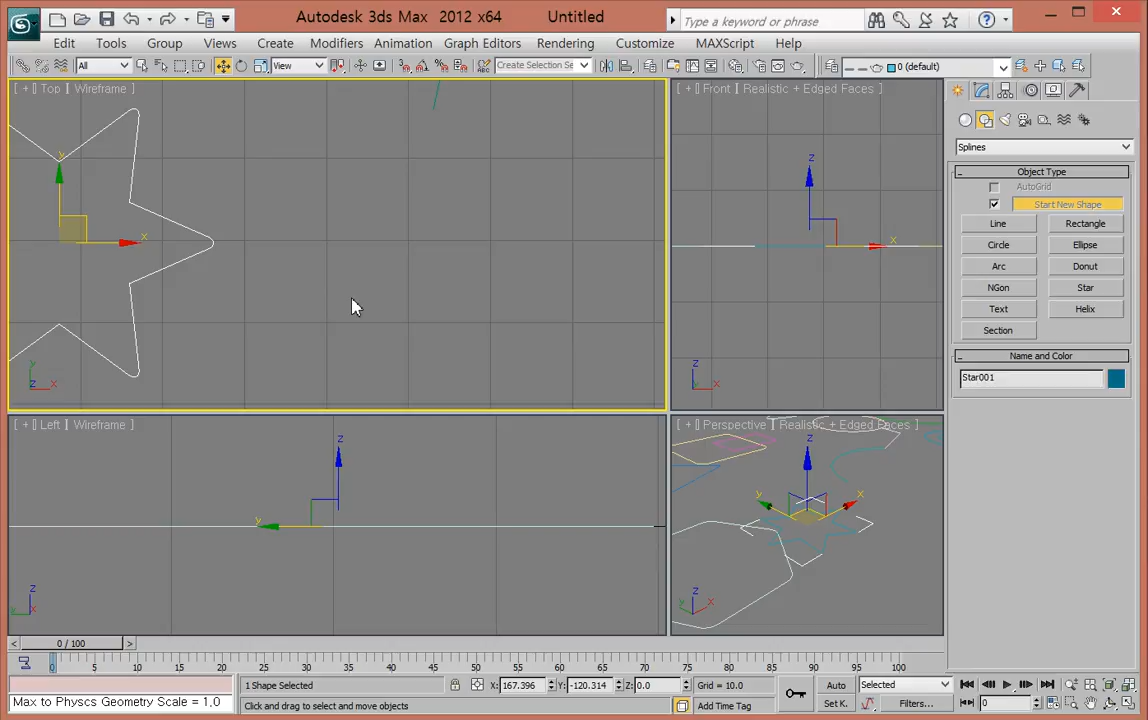 Autodesk 3ds Max 2012 x64 Untitled
Type a keyword or phrase
Edit Tools Group Views Create Modifiers Animation Graph Editors Rendering Customize MAXScript Help
All View Create Selection Se 0 (default)
[ + ] Top ] Wireframe ]
[ + ] Front ] Realistic + Edged Faces ]
Splines
Object Type
AutoGrid
Start New Shape
Line Rectangle
Circle Ellipse
Arc Donut
NGon Star
Text Helix
Section
Name and Color
Star001
y
x
z
x
y
z x
z
x
[ + ] Left ] Wireframe ]
[ + ] Perspective ] Realistic + Edged Faces ]
z
y
z
y x
z
y x
z
y x
< 0 / 100 >
0 5 10 15 20 25 30 35 40 45 50 55 60 65 70 75 80 85 90 95 100
1 Shape Selected X: 167.396 Y: -120.314 Z: 0.0 Grid = 10.0 Auto Selected
Max to Physcs Geometry Scale = 1,0 Click and drag to select and move objects Add Time Tag Set K. Filters... 0